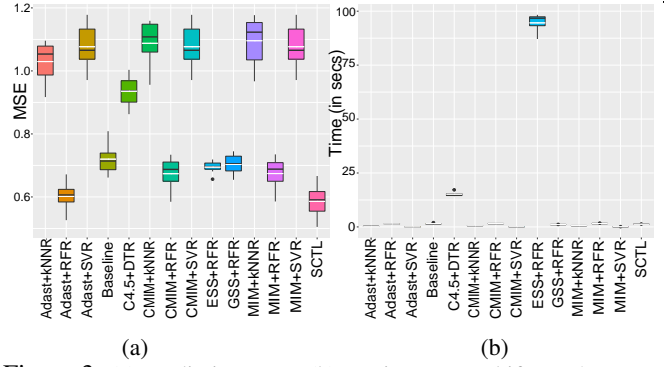 1.2
1.0
0.8
0.6
MSE
Adast+kNNR
Adast+RFR
Adast+SVR
Baseline
C4.5+DTR
CMIM+kNNR
CMIM+RFR
CMIM+SVR
ESS+RFR
GSS+RFR
MIM+kNNR
MIM+RFR
MIM+SVR
SCTL
(a)
100
75
50
25
0
Time (in secs)
Adast+kNNR
Adast+RFR
Adast+SVR
Baseline
C4.5+DTR
CMIM+kNNR
CMIM+RFR
CMIM+SVR
ESS+RFR
GSS+RFR
MIM+kNNR
MIM+RFR
MIM+SVR
SCTL
(b)